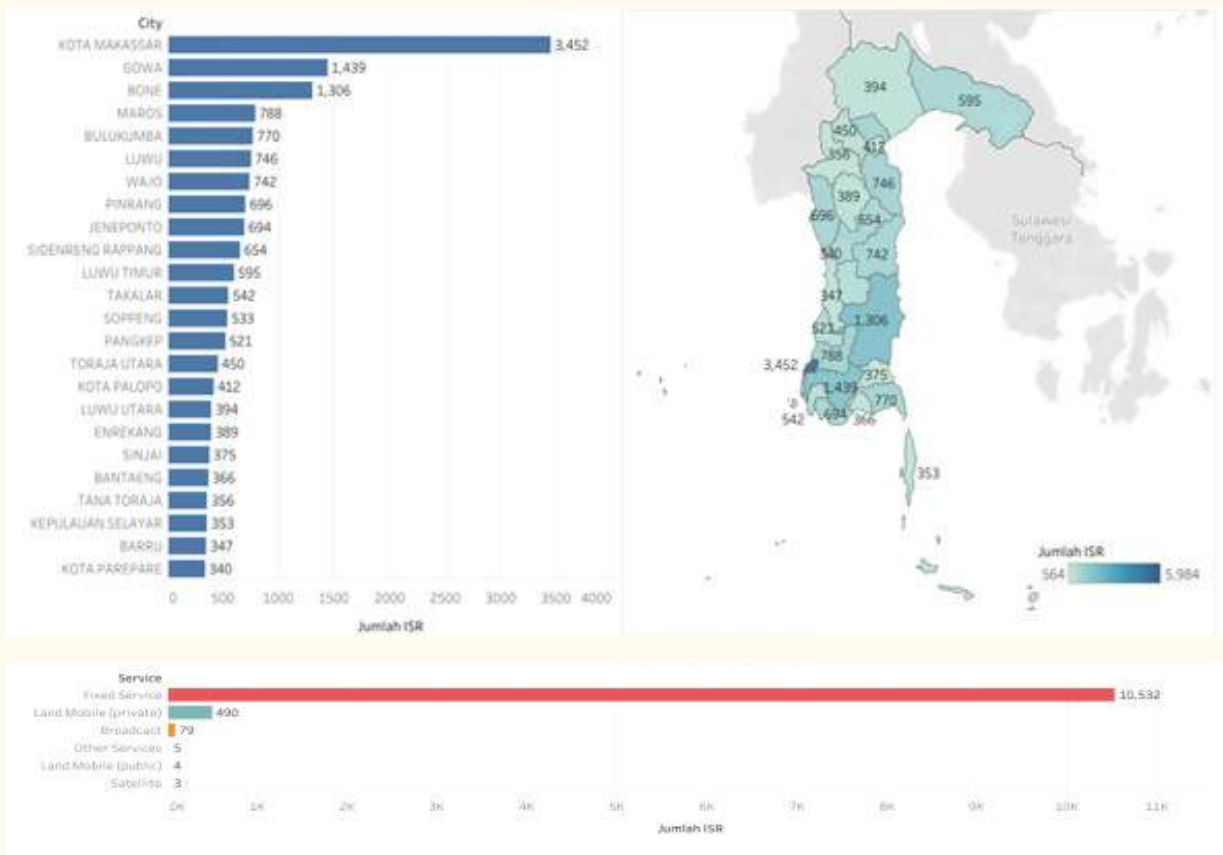 City
KOTA MAKASSAR 3,452
GOWA 1,439
BONE 1,306
MAROS 788
BULUKUMBA 770
LUWU 746
WAJO 742
PINRANG 696
JENEPONTO 694
SIDENRENG RAPPANG 654
LUWU TIMUR 595
TAKALAR 542
SOPPENG 533
PANGKEP 521
TORAJA UTARA 450
KOTA PALOPO 412
LUWU UTARA 394
ENREKANG 389
SINJAI 375
BANTAENG 366
TANA TORAJA 356
KEPULAUAN SELAYAR 353
BARRU 347
KOTA PAREPARE 340
0 500 1000 1500 2000 2500 3000 3500 4000
Jumlah ISR
394
595
450
412
356
746
389
696
654
Sulawesi
Tenggara
742
347
1,306
521
788
3,452
375
1,439
770
542
694
366
353
Jumlah ISR
564 5.984
Service
Fixed Service 10,532
Land Mobile (private) 490
Broadcast 79
Other Services 5
Land Mobile (public) 4
Satellite 3
0K 1K 2K 3K 4K 5K 6K 7K 8K 9K 10K 11K
Jumlah ISR